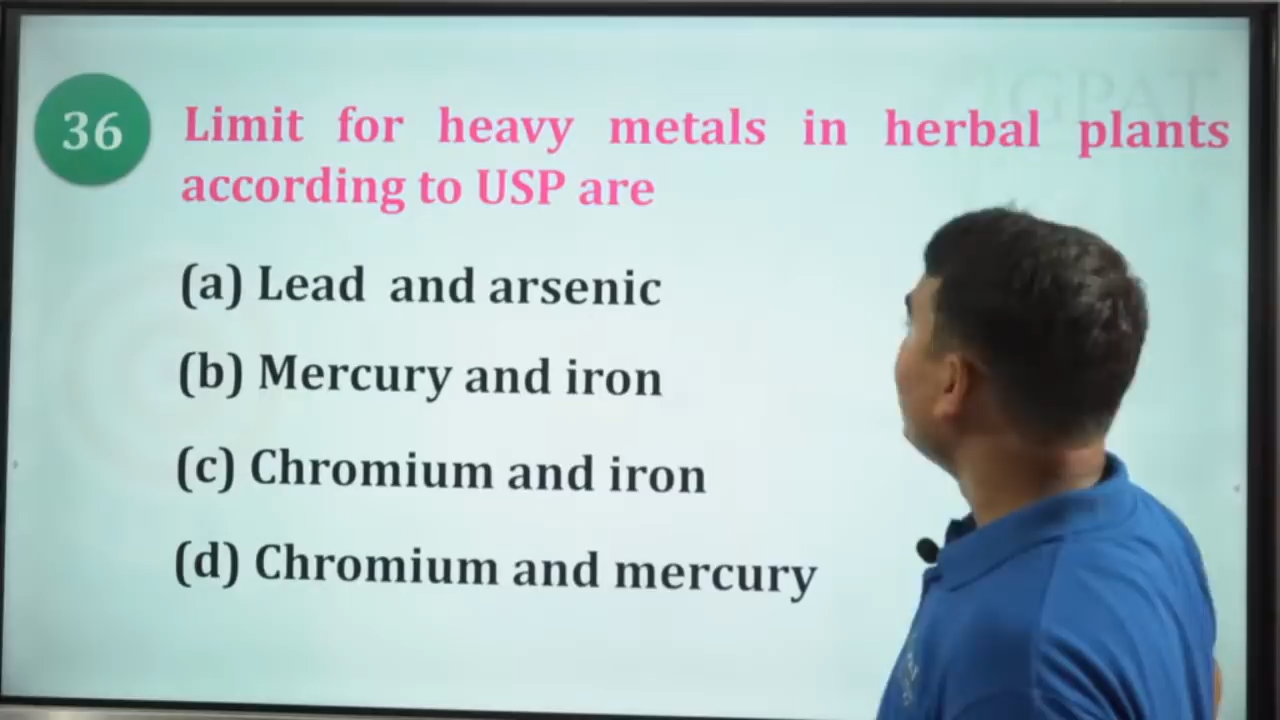 GPAT
36
Limit for heavy metals in herbal plants
according to USP are
(a) Lead and arsenic
(b) Mercury and iron
(c) Chromium and iron
(d) Chromium and mercury